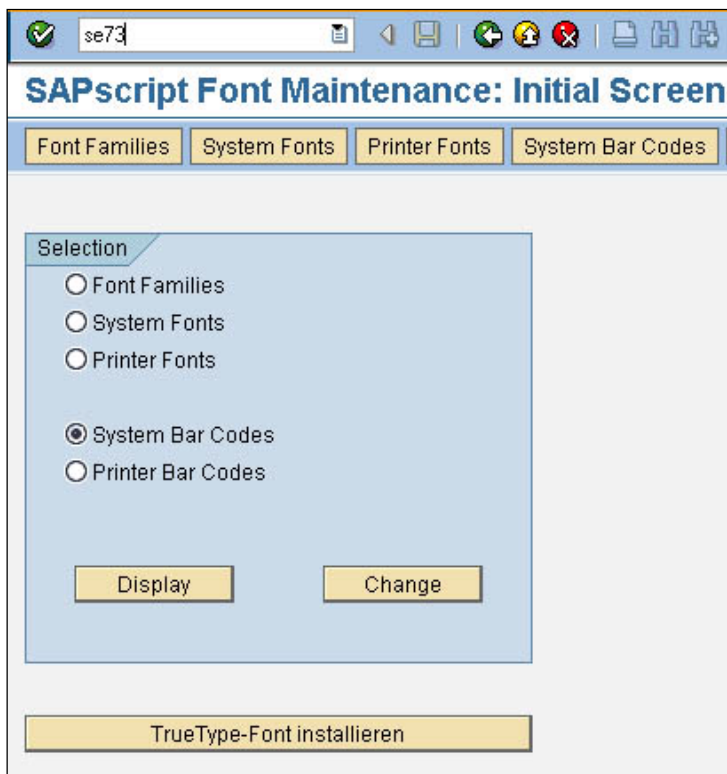 se73
SAPscript Font Maintenance: Initial Screen
Font Families System Fonts Printer Fonts System Bar Codes
Selection
Font Families
System Fonts
Printer Fonts
System Bar Codes
Printer Bar Codes
Display Change
TrueType-Font installieren